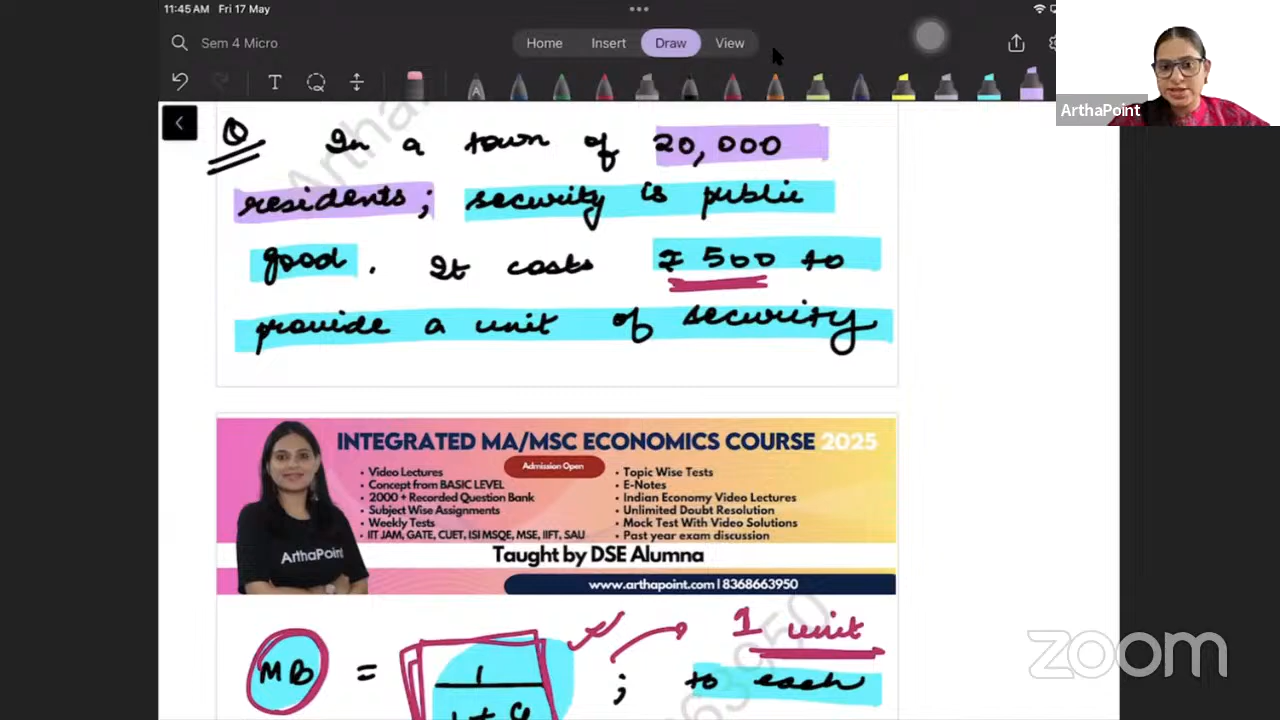 11:45 AM Fri 17 May
Sem 4 Micro
Home Insert Draw View
ArthaPoint
Q In a town of 20,000
residents; security is public
good. It costs ₹ 500 to
provide a unit of security
INTEGRATED MA/MSC ECONOMICS COURSE 2025
Admission Open
• Video Lectures
• Concept from BASIC LEVEL
• 2000 + Recorded Question Bank
• Subject Wise Assignments
• Weekly Tests
• IIT JAM, GATE, CUET, ISI MSQE, MSE, IIFT, SAU
• Topic Wise Tests
• E-Notes
• Indian Economy Video Lectures
• Unlimited Doubt Resolution
• Mock Test With Video Solutions
• Past year exam discussion
ArthaPoint
Taught by DSE Alumna
www.arthapoint.com | 8368663950
1 unit
MB = 1 ; to each
zoom